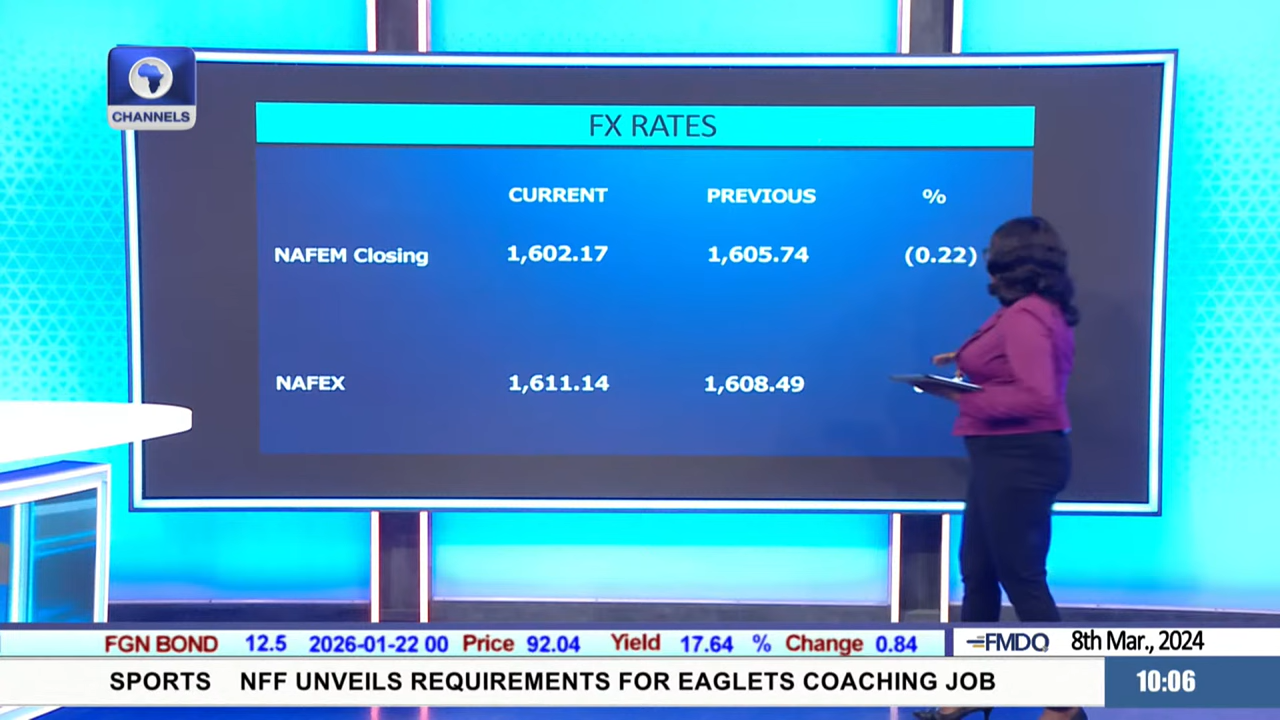 CHANNELS
FX RATES
CURRENT PREVIOUS %
NAFEM Closing 1,602.17 1,605.74 (0.22)
NAFEX 1,611.14 1,608.49
FGN BOND 12.5 2026-01-22 00 Price 92.04 Yield 17.64 % Change 0.84
FMDQ 8th Mar., 2024
SPORTS NFF UNVEILS REQUIREMENTS FOR EAGLETS COACHING JOB
10:06